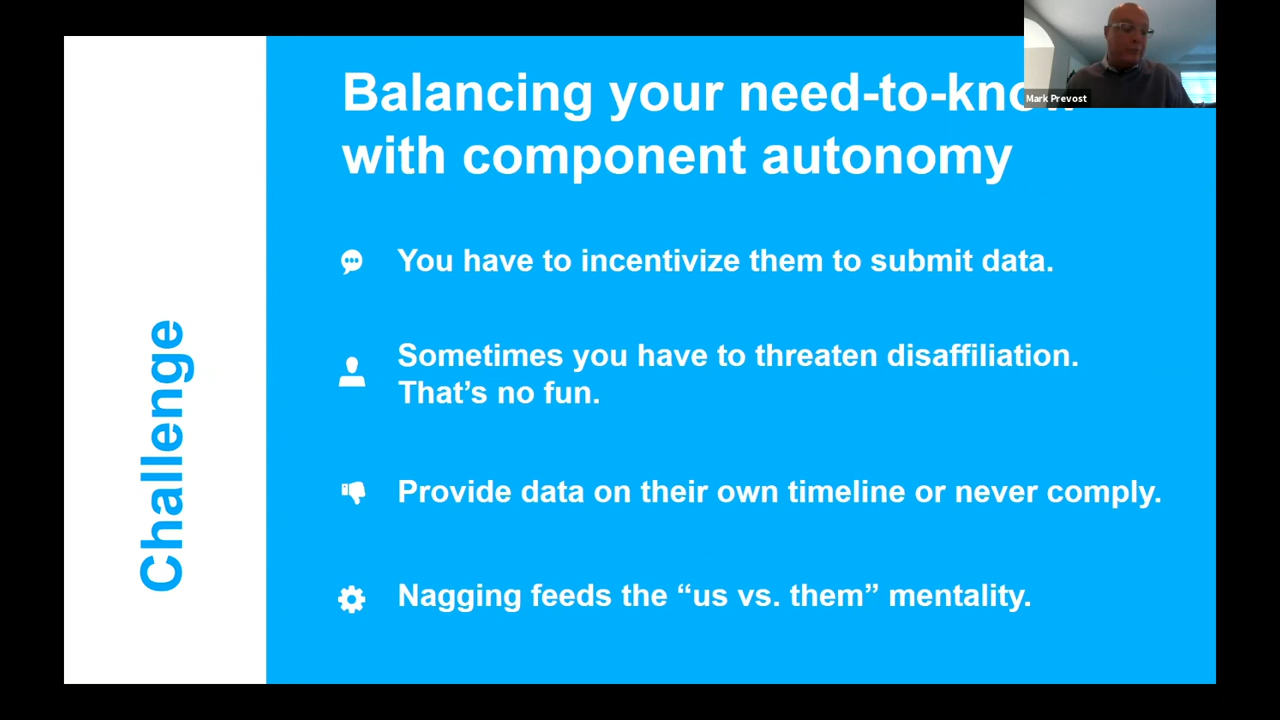 Balancing your need-to-know
with component autonomy
Mark Prevost
You have to incentivize them to submit data.
Sometimes you have to threaten disaffiliation.
That’s no fun.
Provide data on their own timeline or never comply.
Nagging feeds the “us vs. them” mentality.
Challenge